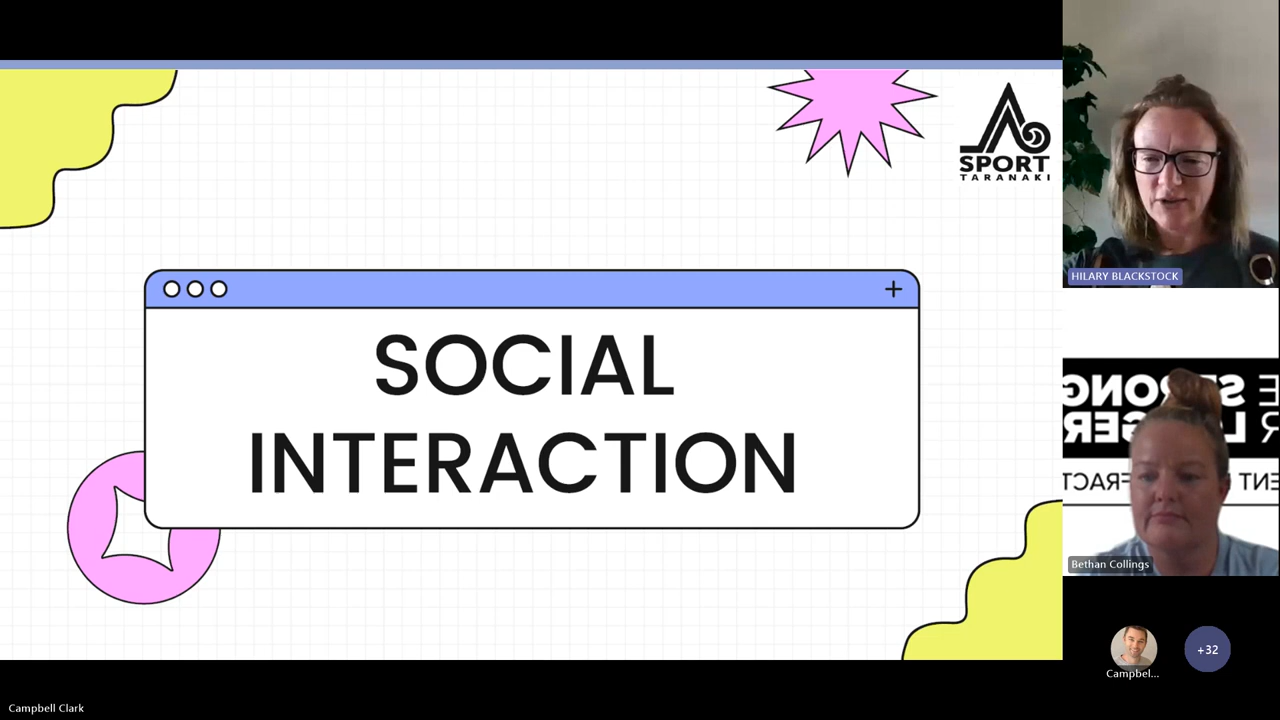 SPORT
TARANAKI
SOCIAL
INTERACTION
HILARY BLACKSTOCK
Bethan Collings
+32
Campbel...
Campbell Clark